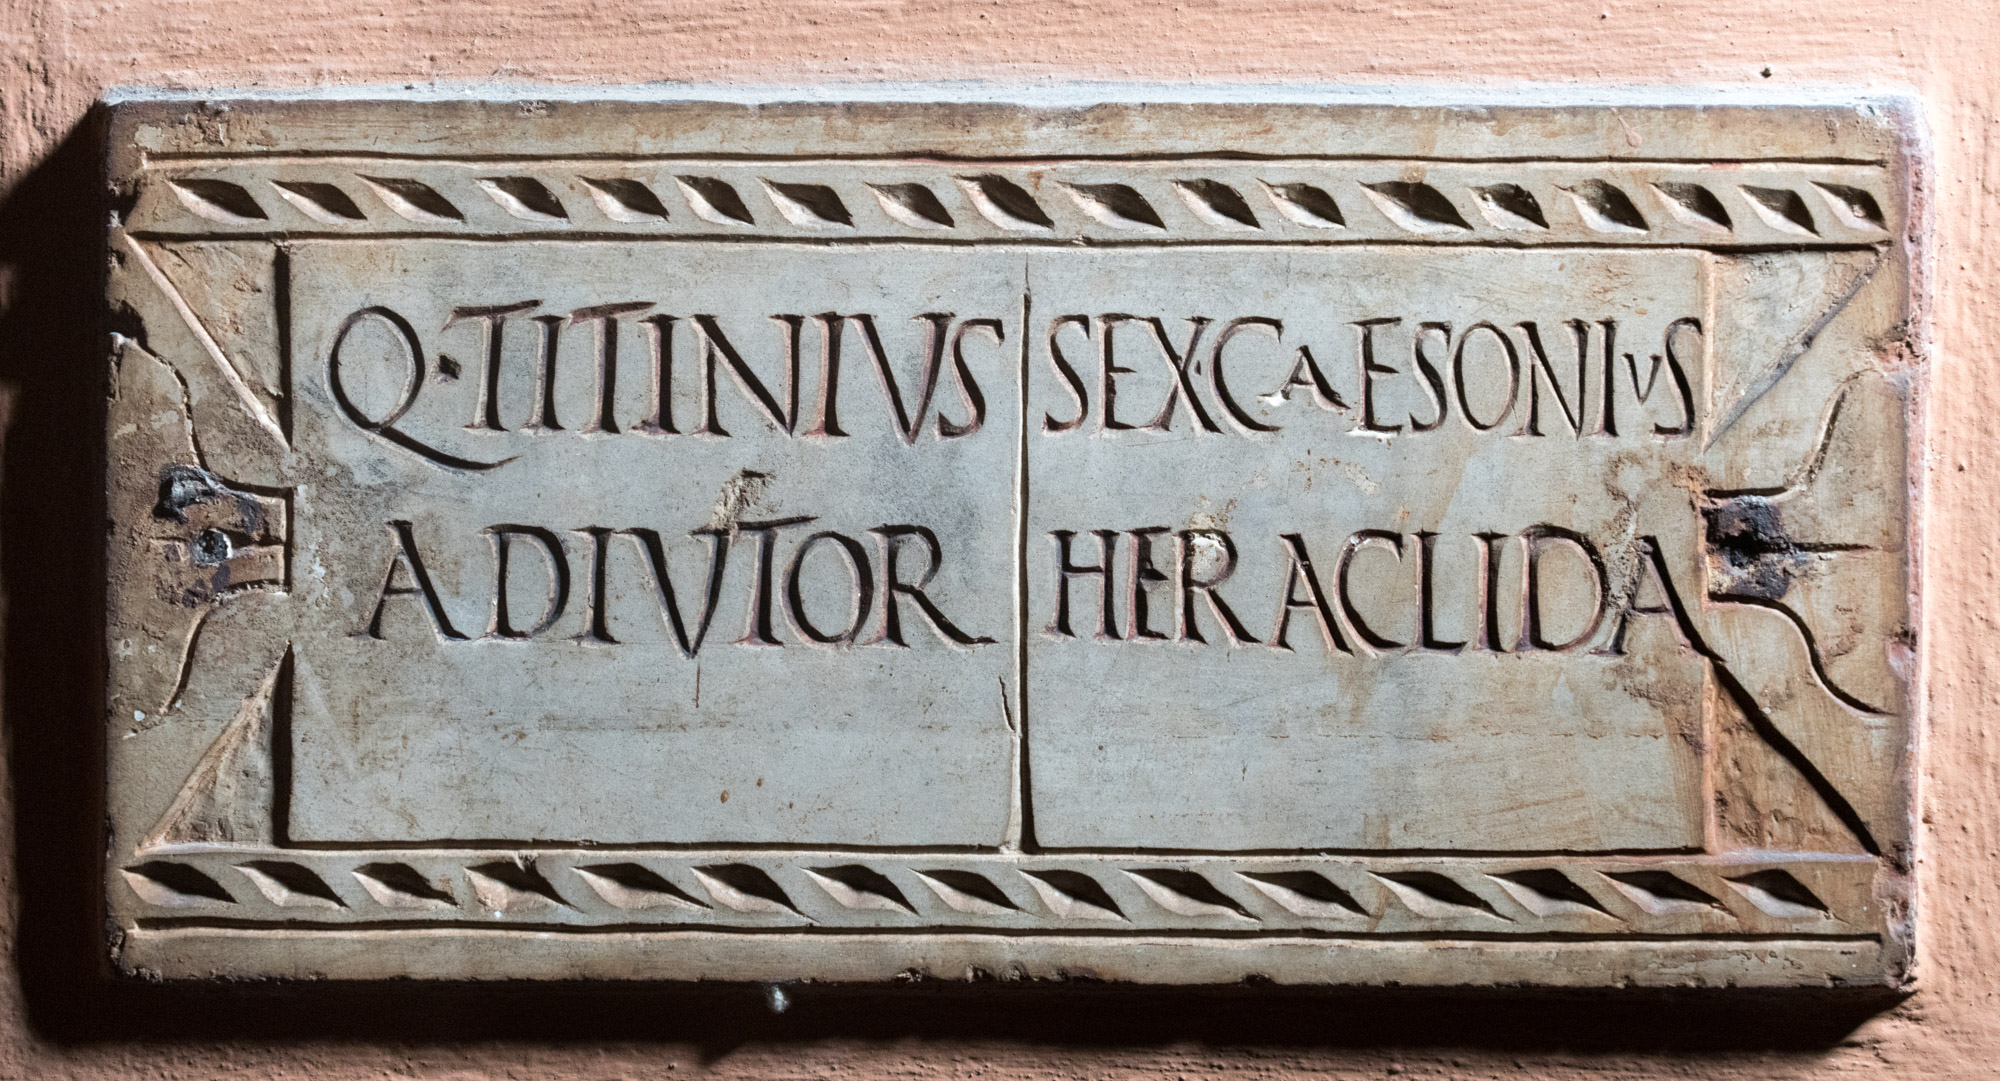 Q·TITINIVS
ADIVTOR
SEX·CAESONIVS
HERACLIDA